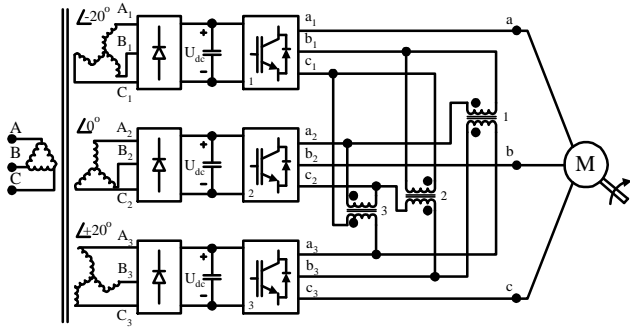 ∠-20° A1 a1 a
B1 + Udc − 1 b1
C1 c1
A ∠0° A2 a2 1
B B2 + Udc − 2 b2 b M
C C2 c2 3 2
∠+20° A3 a3
B3 + Udc − 3 b3
C3 c3 c